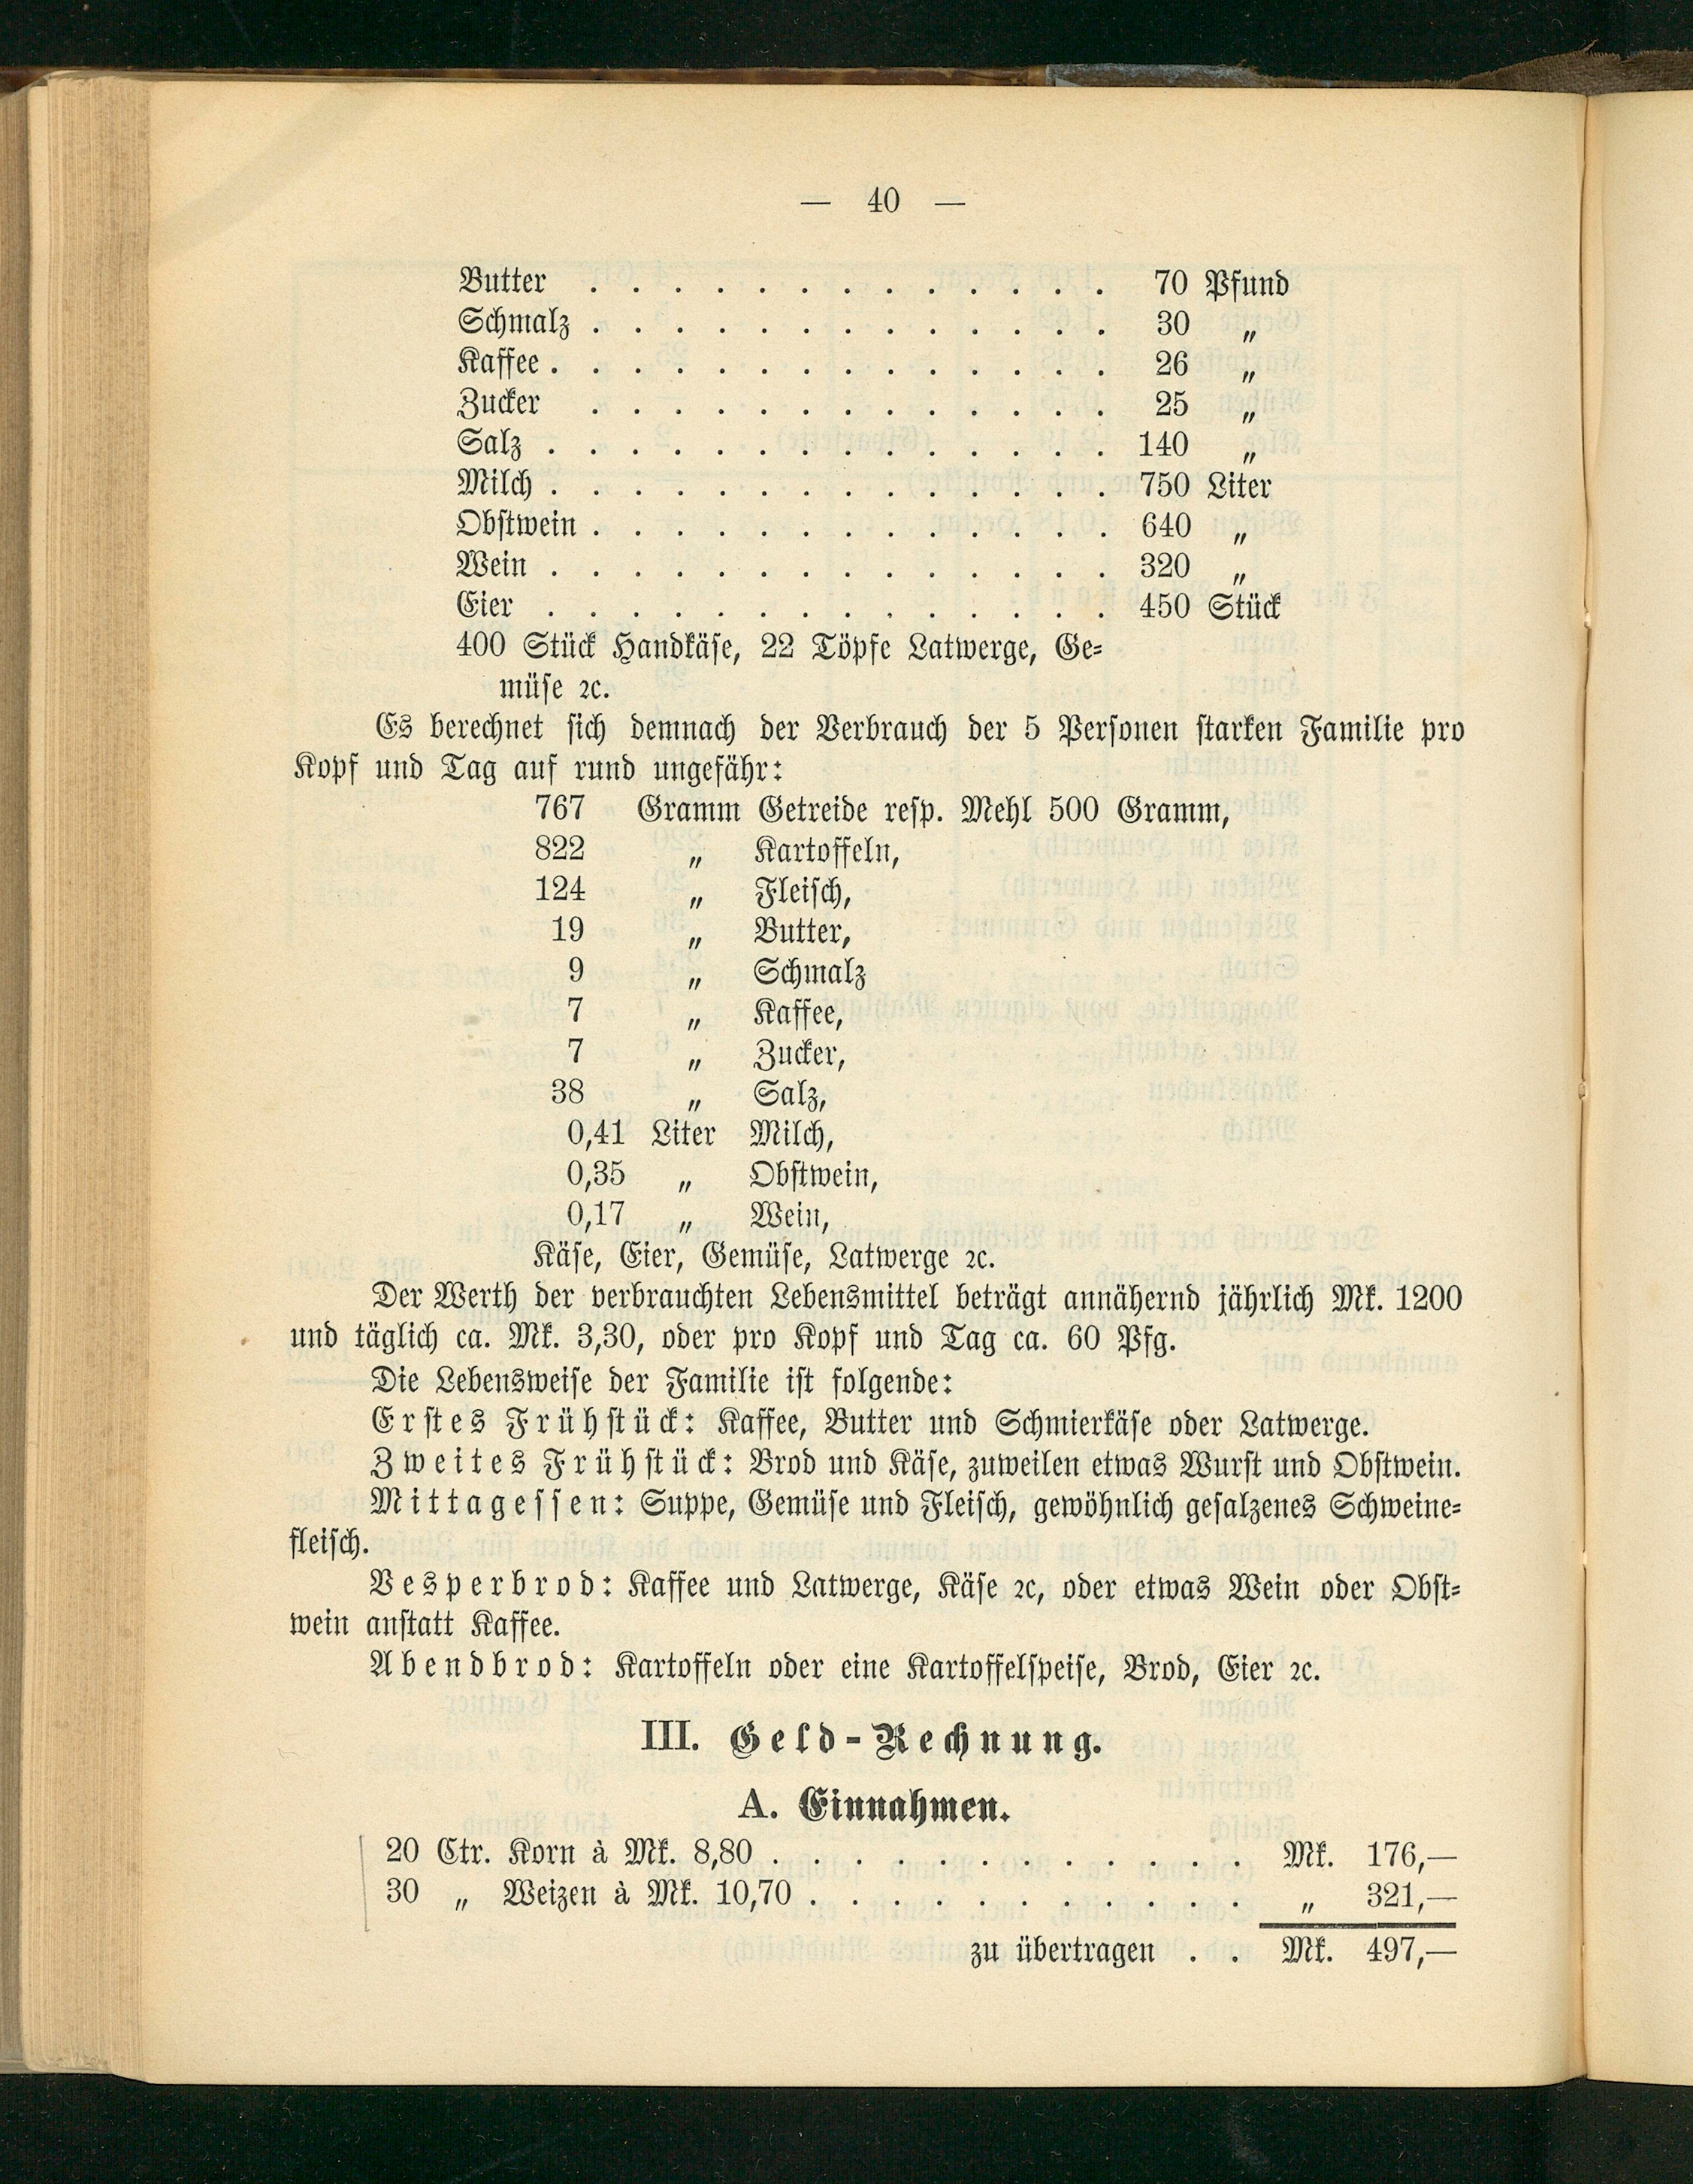 — 40 —
Butter . . . . . . . . . . . . . 70 Pfund
Schmalz . . . . . . . . . . . . . 30 „
Kaffee . . . . . . . . . . . . . . 26 „
Zucker . . . . . . . . . . . . . 25 „
Salz . . . . . . . . . . . . . . 140 „
Milch . . . . . . . . . . . . . . 750 Liter
Obstwein . . . . . . . . . . . . . 640 „
Wein . . . . . . . . . . . . . . 320 „
Eier . . . . . . . . . . . . . . 450 Stück
400 Stück Handkäse, 22 Töpfe Latwerge, Ge-
müse ꝛc.
Es berechnet sich demnach der Verbrauch der 5 Personen starken Familie pro
Kopf und Tag auf rund ungefähr:
767 Gramm Getreide resp. Mehl 500 Gramm,
822 „ Kartoffeln,
124 „ Fleisch,
19 „ Butter,
9 „ Schmalz
7 „ Kaffee,
7 „ Zucker,
38 „ Salz,
0,41 Liter Milch,
0,35 „ Obstwein,
0,17 „ Wein,
Käse, Eier, Gemüse, Latwerge ꝛc.
Der Werth der verbrauchten Lebensmittel beträgt annähernd jährlich Mk. 1200
und täglich ca. Mk. 3,30, oder pro Kopf und Tag ca. 60 Pfg.
Die Lebensweise der Familie ist folgende:
Erstes Frühstück: Kaffee, Butter und Schmierkäse oder Latwerge.
Zweites Frühstück: Brod und Käse, zuweilen etwas Wurst und Obstwein.
Mittagessen: Suppe, Gemüse und Fleisch, gewöhnlich gesalzenes Schweine-
fleisch.
Vesperbrod: Kaffee und Latwerge, Käse ꝛc, oder etwas Wein oder Obst-
wein anstatt Kaffee.
Abendbrod: Kartoffeln oder eine Kartoffelspeise, Brod, Eier ꝛc.
III. Geld-Rechnung.
A. Einnahmen.
20 Ctr. Korn à Mk. 8,80 . . . . . . . . . . . . Mk. 176,—
30 „ Weizen à Mk. 10,70 . . . . . . . . . . . „ 321,—
zu übertragen . . Mk. 497,—